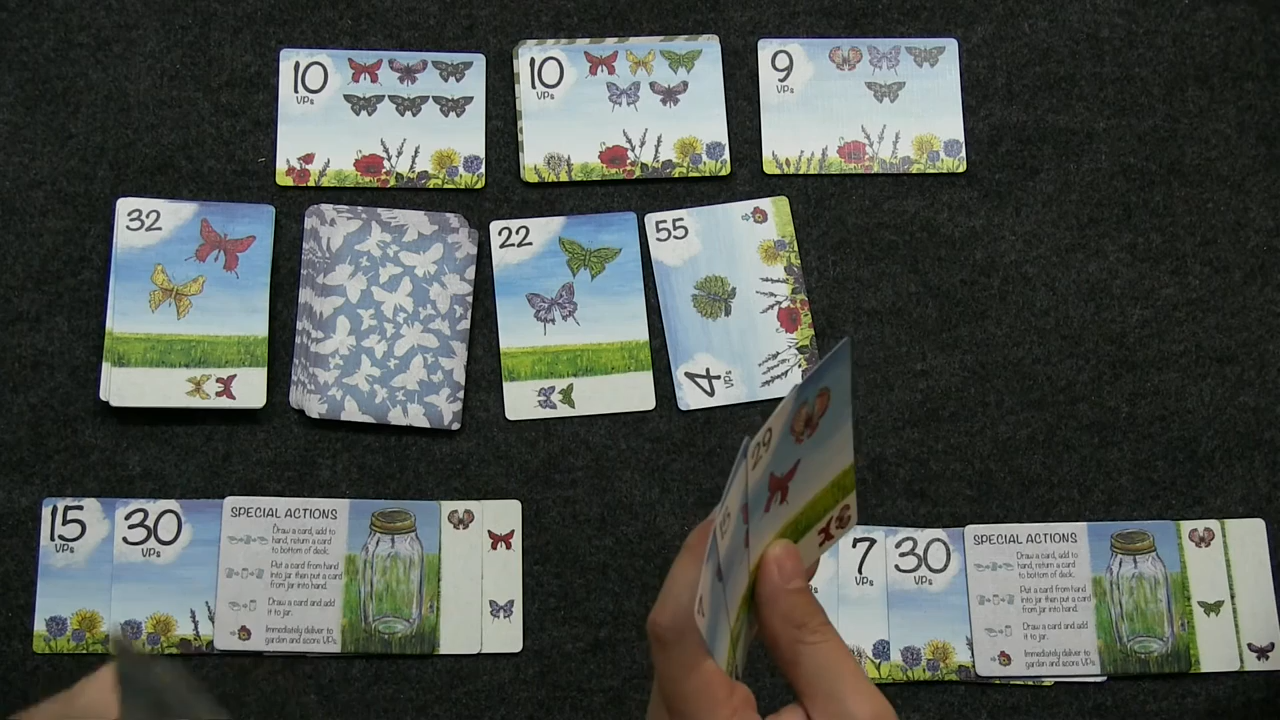 10
VPs
10
VPs
9
VPs
32
22
55
4
VPs
29
15
VPs
30
VPs
SPECIAL ACTIONS
Draw a card, add to
hand, return a card
to bottom of deck.
Put a card from hand
into jar then put a card
from jar into hand.
Draw a card and add
it to jar.
Immediately deliver to
garden and score VPs.
7
VPs
30
VPs
SPECIAL ACTIONS
Draw a card, add to
hand, return a card
to bottom of deck.
Put a card from hand
into jar then put a card
from jar into hand.
Draw a card and
add it to jar.
Immediately deliver to
garden and score VPs.